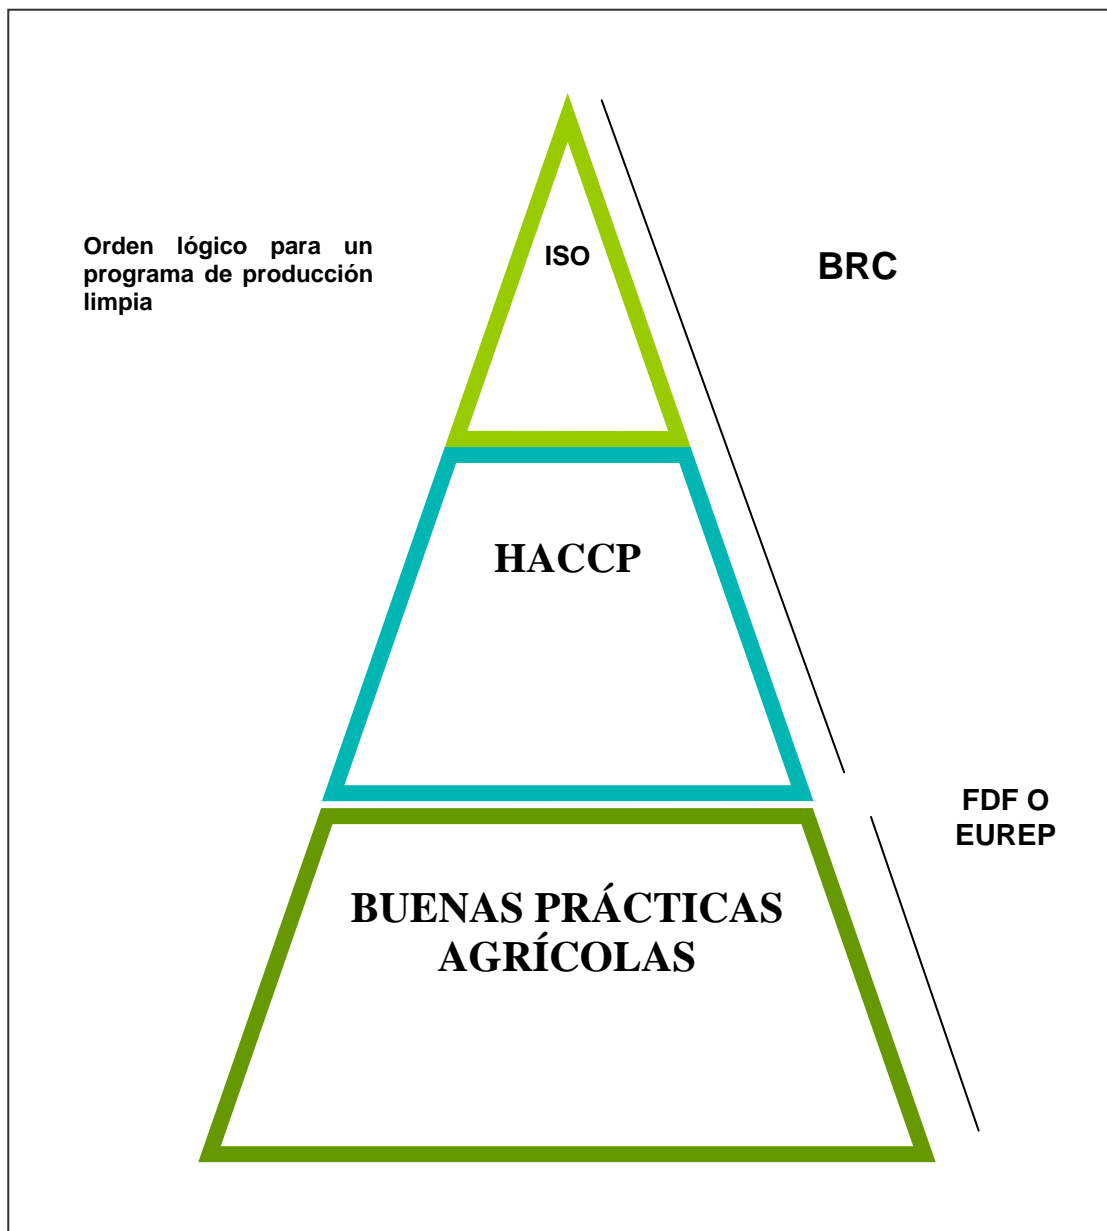 Orden lógico para un
programa de producción
limpia
ISO
BRC
HACCP
FDF O
EUREP
BUENAS PRÁCTICAS
AGRÍCOLAS